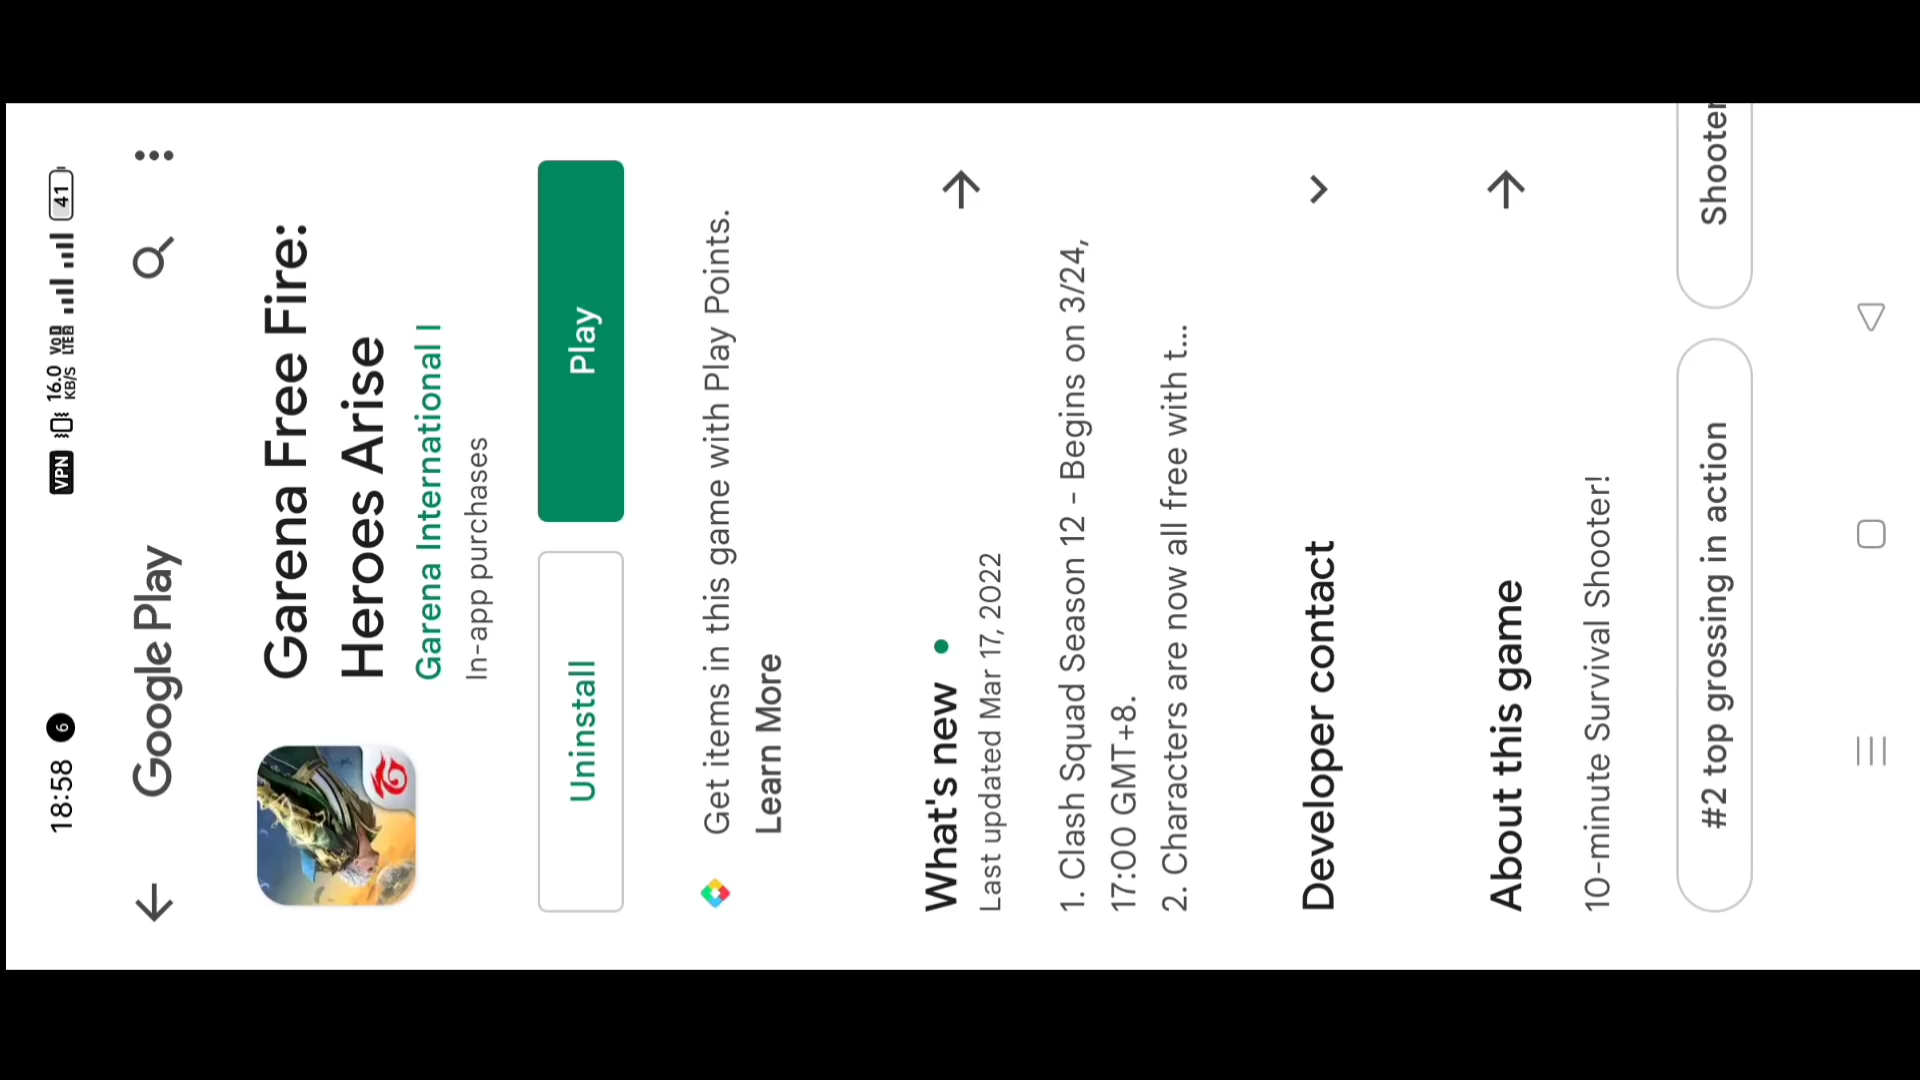 18:58 6 VPN 16.0 KB/S VoD LTE2 41
Google Play
Garena Free Fire:
Heroes Arise
Garena International I
In-app purchases
Uninstall
Play
Get items in this game with Play Points.
Learn More
What's new
Last updated Mar 17, 2022
1. Clash Squad Season 12 - Begins on 3/24,
17:00 GMT+8.
2. Characters are now all free with t...
Developer contact
About this game
10-minute Survival Shooter!
#2 top grossing in action
Shooter